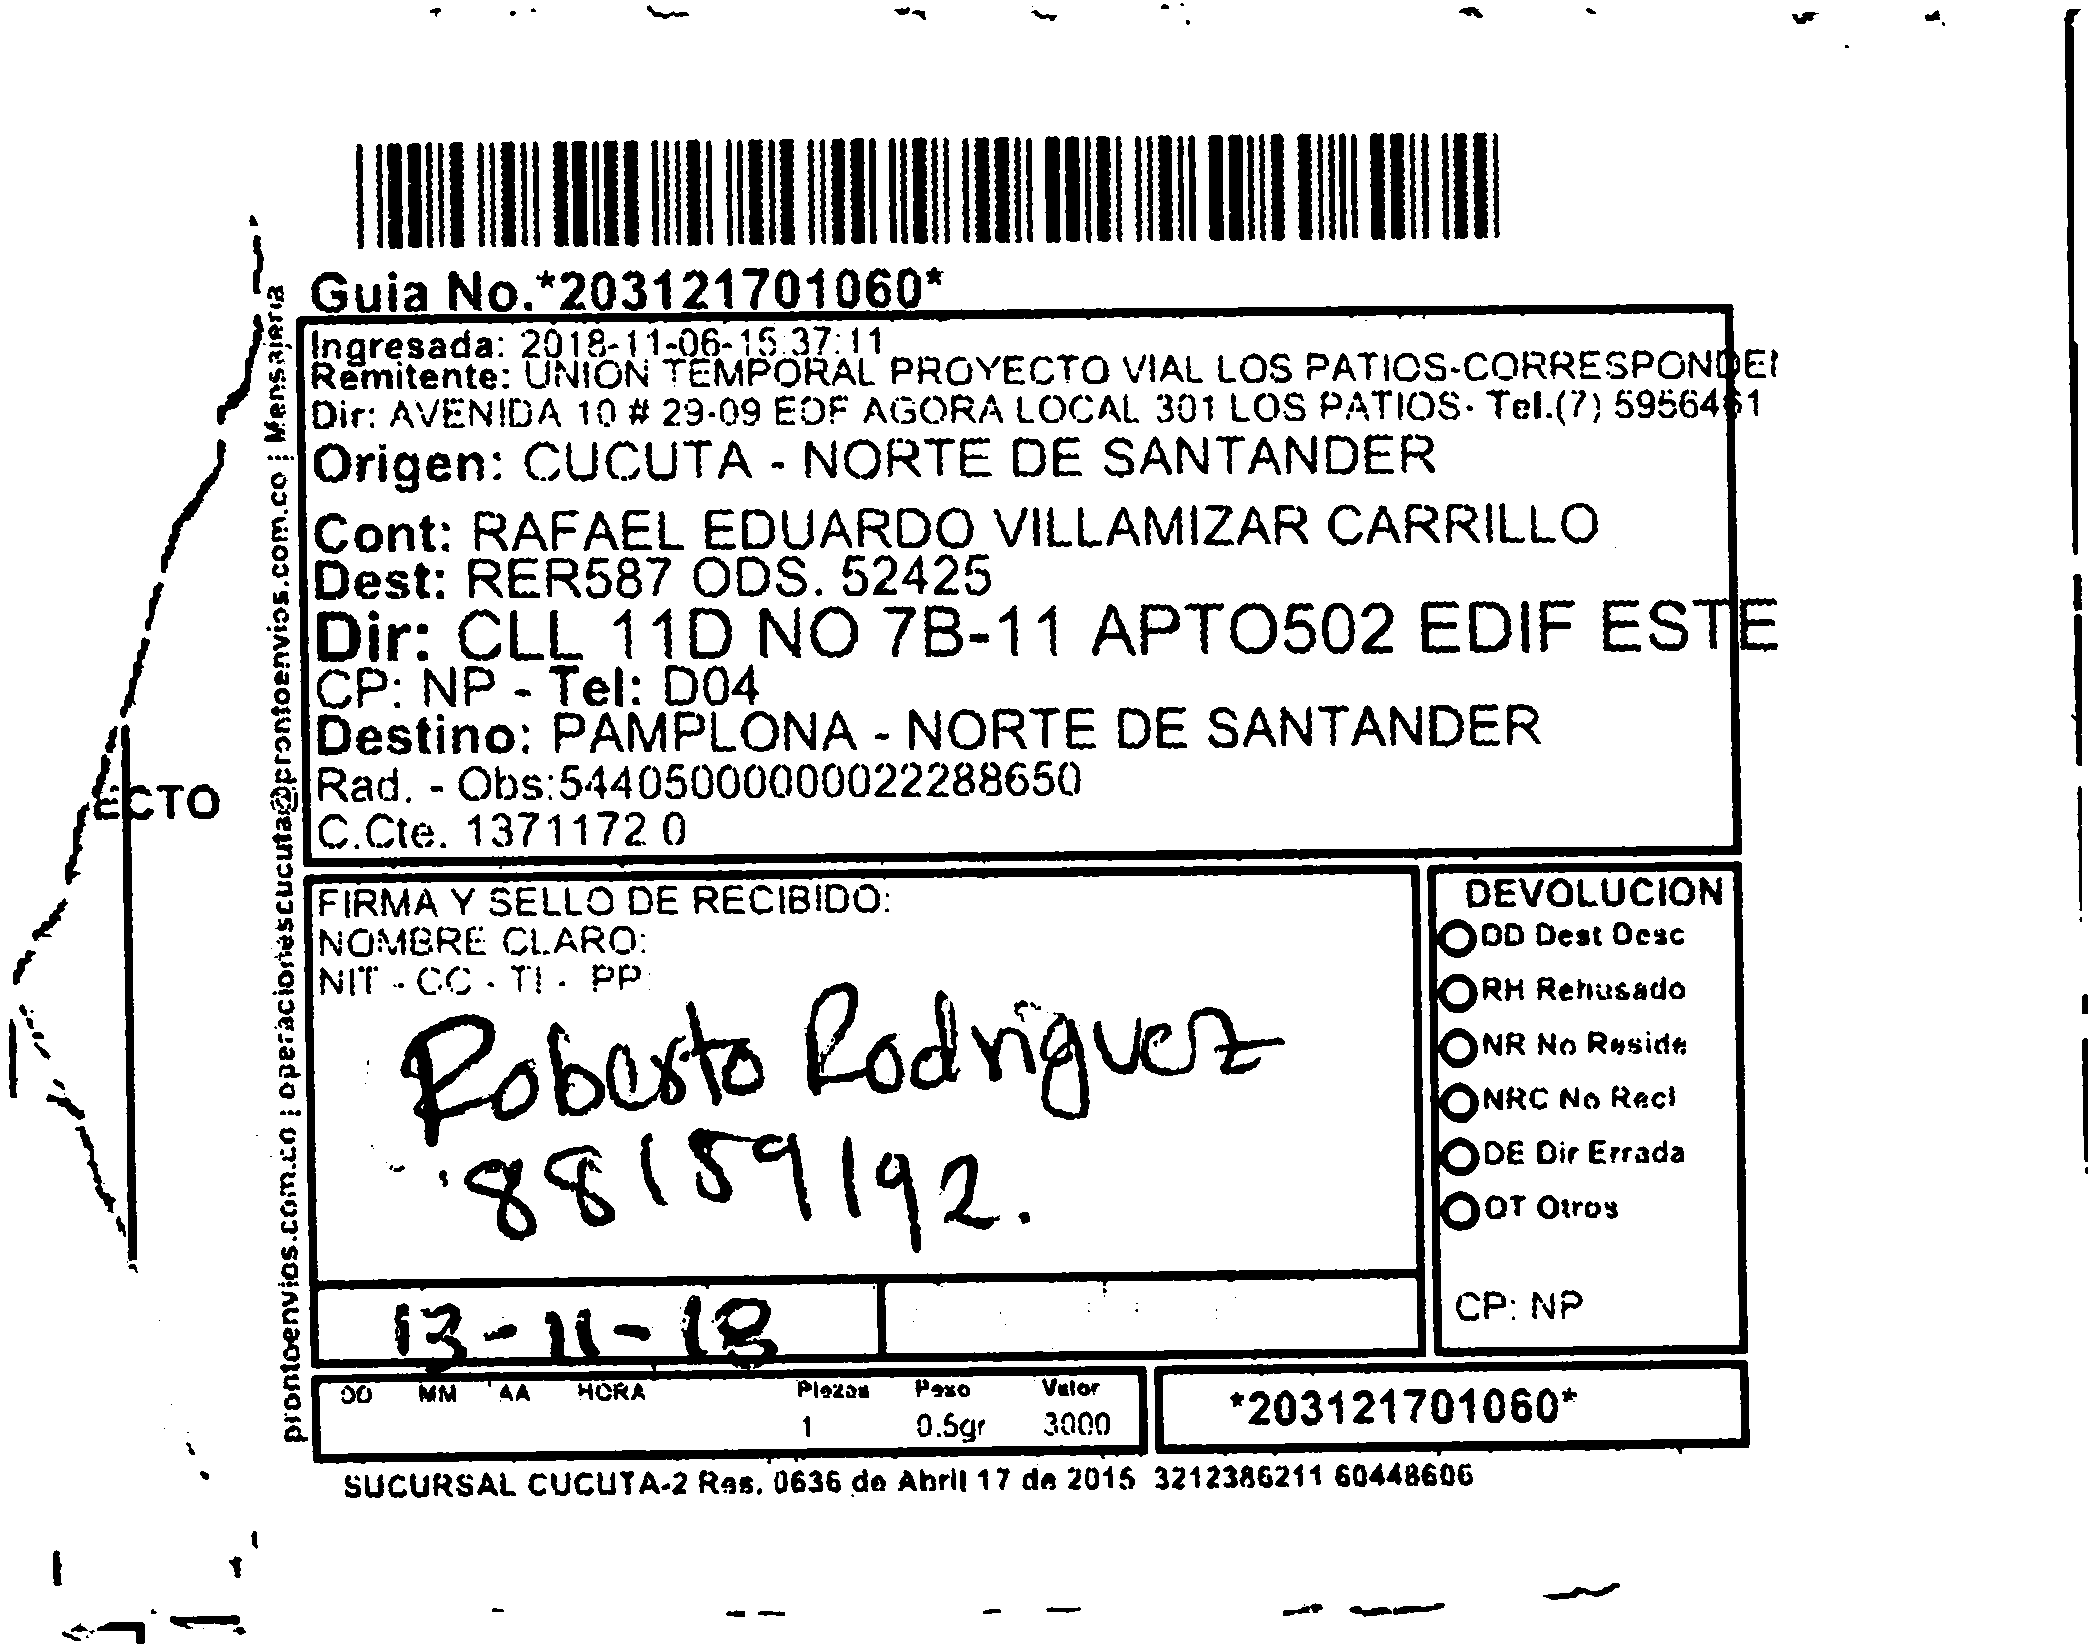 Guia No.*203121701060*
Ingresada: 2018-11-06-15:37:11
Remitente: UNION TEMPORAL PROYECTO VIAL LOS PATIOS-CORRESPONDEN
Dir: AVENIDA 10 # 29-09 EDF AGORA LOCAL 301 LOS PATIOS- Tel.(7) 5956461
Origen: CUCUTA - NORTE DE SANTANDER
Cont: RAFAEL EDUARDO VILLAMIZAR CARRILLO
Dest: RER587 ODS. 52425
Dir: CLL 11D NO 7B-11 APTO502 EDIF ESTE
CP: NP - Tel: D04
Destino: PAMPLONA - NORTE DE SANTANDER
Rad. - Obs:544050000000022288650
C.Cte. 1371172 0
ECTO
prontoenvios.com.co | operacionescucuta@prontoenvios.com.co | Mensajeria
FIRMA Y SELLO DE RECIBIDO:
NOMBRE CLARO:
NIT - CC - TI - PP
Roberto Rodriguez
88159192.
13-11-18
DEVOLUCION
DD Dest Desc
RH Rehusado
NR No Reside
NRC No Recl
DE Dir Errada
OT Otros
CP: NP
DD MM AA HORA Piezas Peso Valor
1 0.5gr 3000
*203121701060*
SUCURSAL CUCUTA-2 Res. 0636 de Abril 17 de 2015 3212386211 60448606